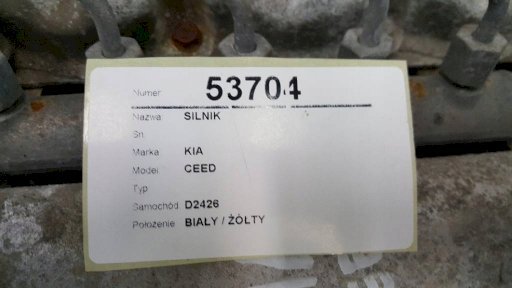 Numer 53704
Nazwa SILNIK
Sn
Marka KIA
Model CEED
Typ
Samochód D2426
Położenie BIAŁY / ŻÓŁTY